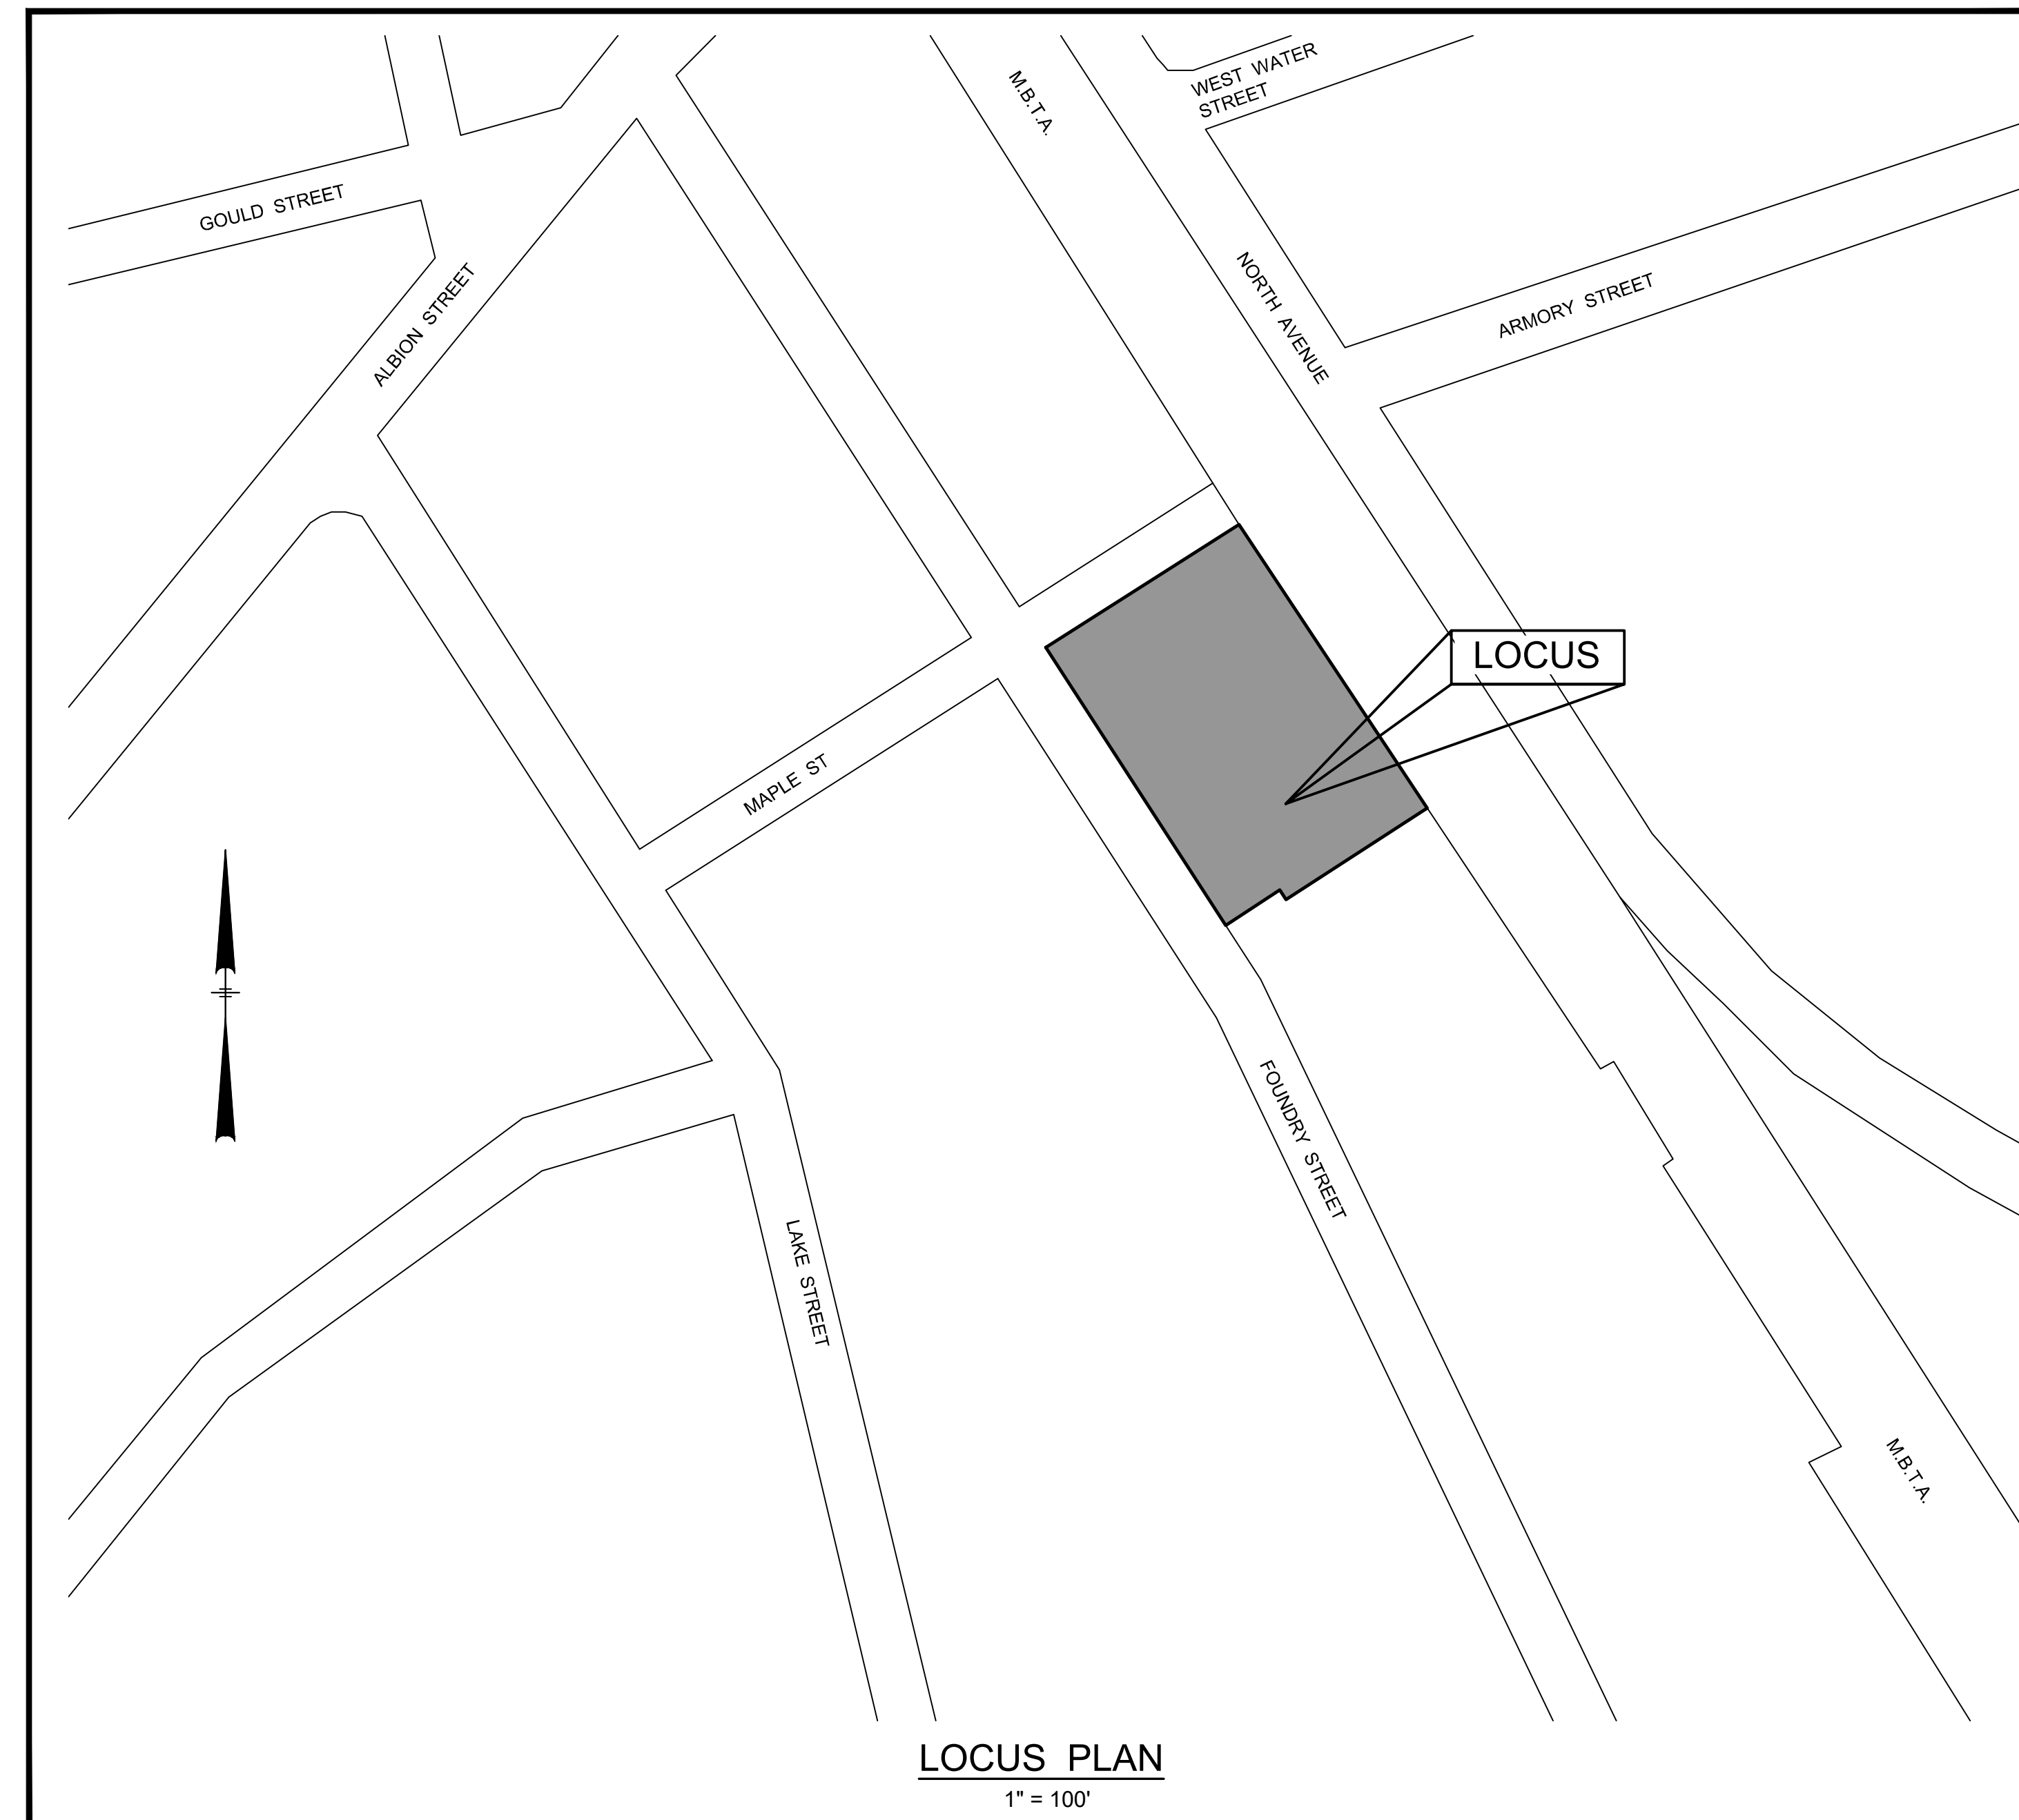 M.B.T.A.
WEST WATER
STREET
GOULD STREET
ALBION STREET
NORTH AVENUE
ARMORY STREET
LOCUS
MAPLE ST
FOUNDRY STREET
LAKE STREET
M.B.T.A.
LOCUS PLAN
1" = 100'